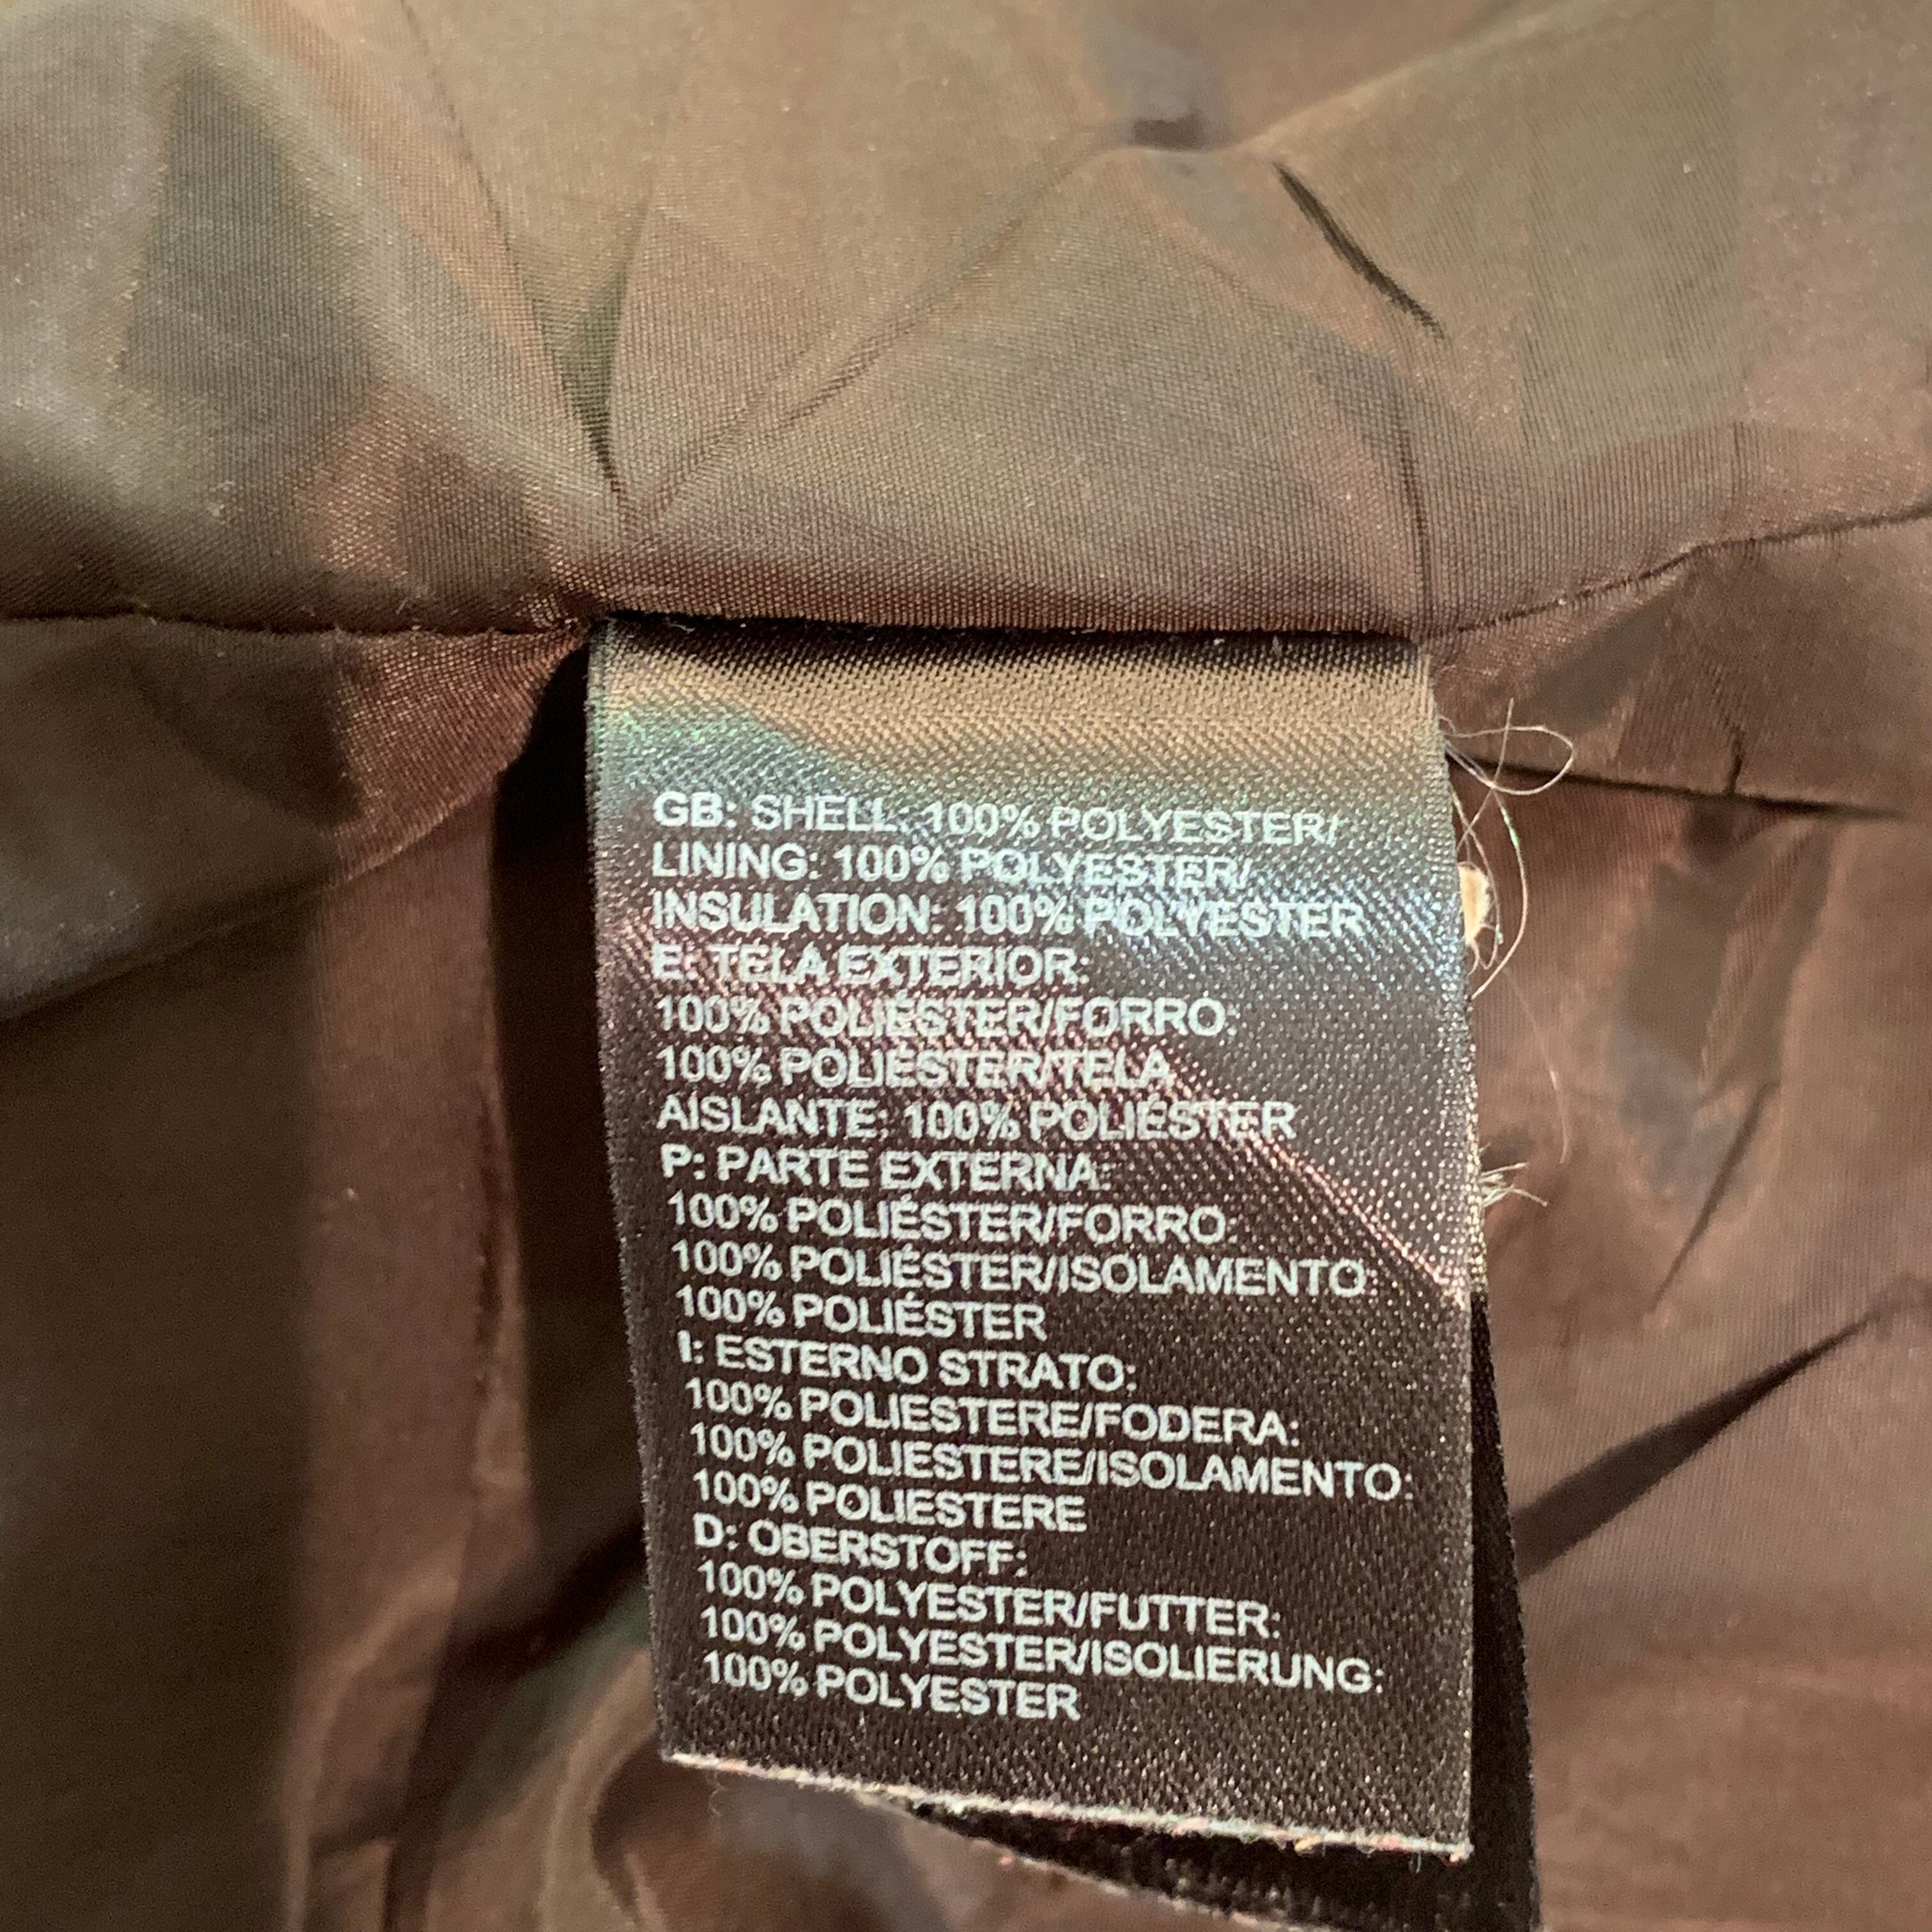 GB: SHELL: 100% POLYESTER/
LINING: 100% POLYESTER/
INSULATION: 100% POLYESTER
E: TELA EXTERIOR:
100% POLIÉSTER/FORRO:
100% POLIÉSTER/TELA
AISLANTE: 100% POLIÉSTER
P: PARTE EXTERNA:
100% POLIÉSTER/FORRO:
100% POLIÉSTER/ISOLAMENTO:
100% POLIÉSTER
I: ESTERNO STRATO:
100% POLIESTERE/FODERA:
100% POLIESTERE/ISOLAMENTO:
100% POLIESTERE
D: OBERSTOFF:
100% POLYESTER/FUTTER:
100% POLYESTER/ISOLIERUNG:
100% POLYESTER